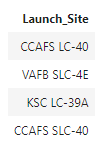 Launch_Site
CCAFS LC-40
VAFB SLC-4E
KSC LC-39A
CCAFS SLC-40